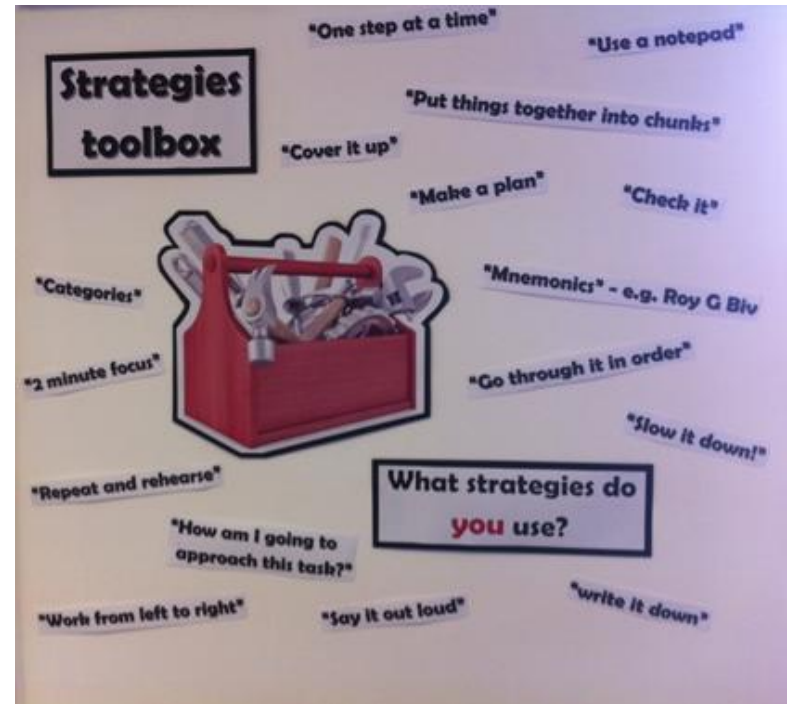 "One step at a time"
"Use a notepad"
Strategies
toolbox
"Put things together into chunks"
"Cover it up"
"Make a plan"
"Check it"
"Categories"
"Mnemonics" - e.g. Roy G Biv
"2 minute focus"
"Go through it in order"
"Slow it down!"
"Repeat and rehearse"
What strategies do
you use?
"How am I going to
approach this task?"
"Work from left to right"
"Say it out loud"
"write it down"